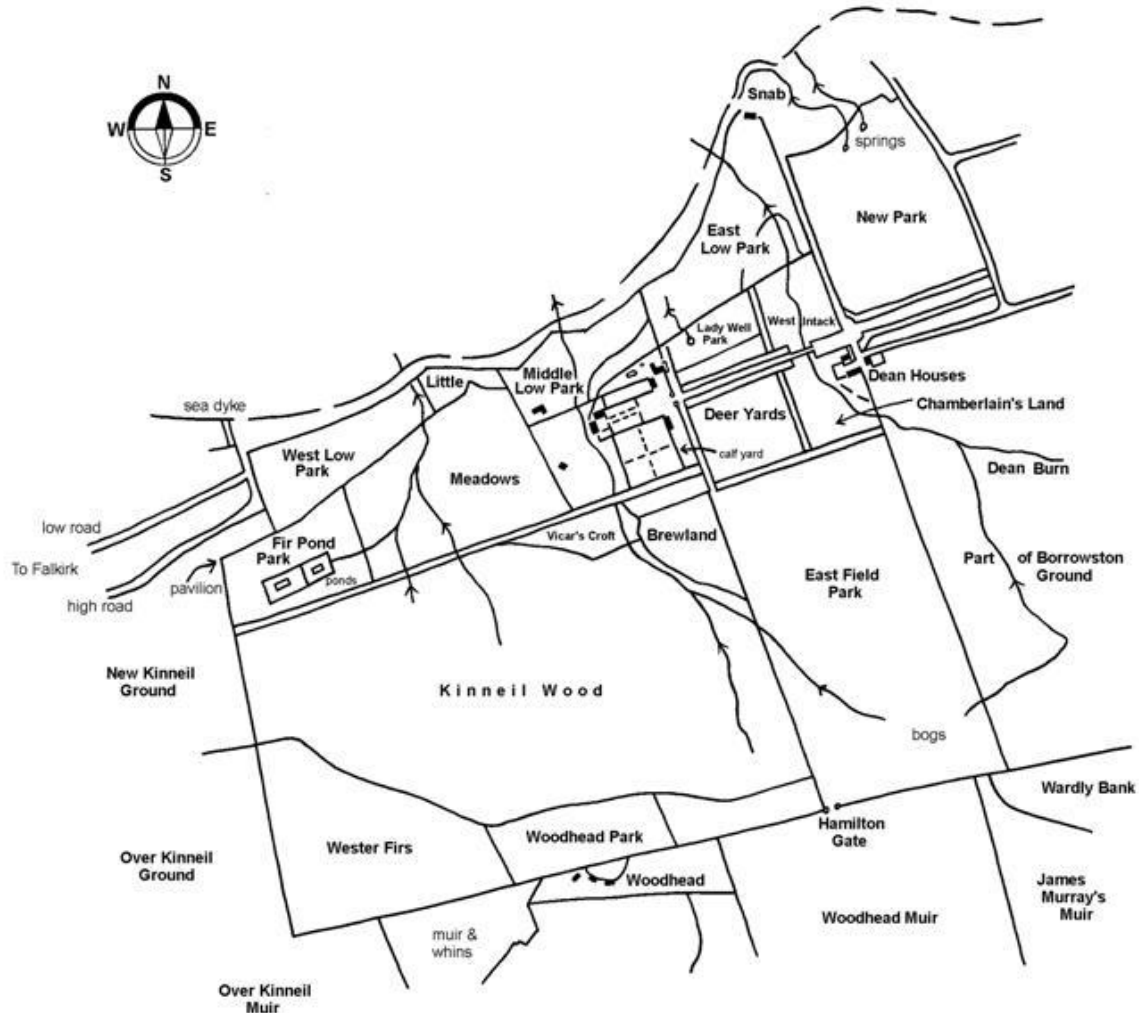 N
W E
S
Snab
springs
New Park
East
Low Park
Lady Well
Park
West Intack
Little
Middle
Low Park
Dean Houses
sea dyke
Deer Yards
Chamberlain's Land
West Low
Park
Meadows
calf yard
Dean Burn
low road
Fir Pond
Park
Vicar's Croft
Brewland
To Falkirk
pavilion
ponds
East Field
Park
Part of Borrowston
Ground
high road
New Kinneil
Ground
Kinneil Wood
bogs
Wardly Bank
Hamilton
Gate
Woodhead Park
Wester Firs
Over Kinneil
Ground
Woodhead
James
Murray's
Muir
Woodhead Muir
muir &
whins
Over Kinneil
Muir